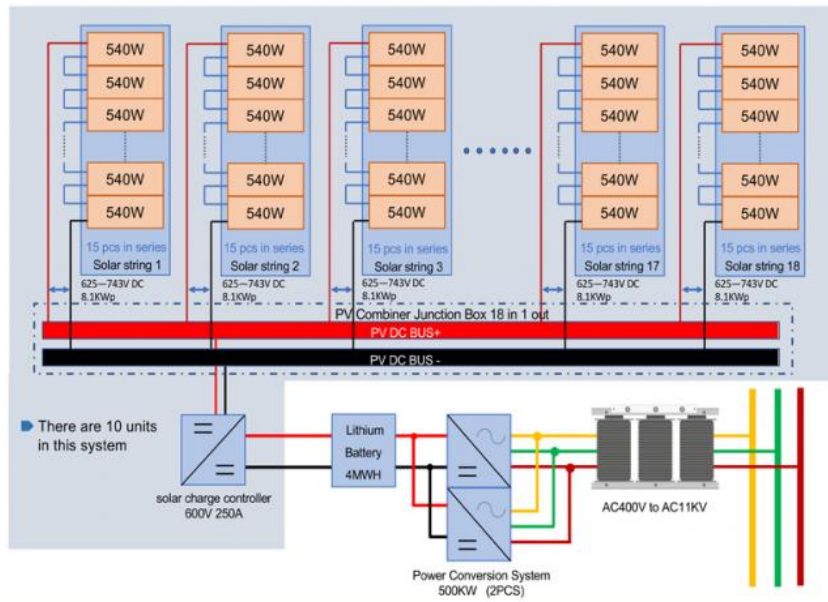 540W
540W
540W
540W
540W
15 pcs in series
Solar string 1
625—743V DC
8.1KWp
540W
540W
540W
540W
540W
15 pcs in series
Solar string 2
625—743V DC
8.1KWp
540W
540W
540W
540W
540W
15 pcs in series
Solar string 3
625—743V DC
8.1KWp
540W
540W
540W
540W
540W
15 pcs in series
Solar string 17
625—743V DC
8.1KWp
540W
540W
540W
540W
540W
15 pcs in series
Solar string 18
625—743V DC
8.1KWp
PV Combiner Junction Box 18 in 1 out
PV DC BUS+
PV DC BUS -
There are 10 units
in this system
solar charge controller
600V 250A
Lithium
Battery
4MWH
Power Conversion System
500KW (2PCS)
AC400V to AC11KV